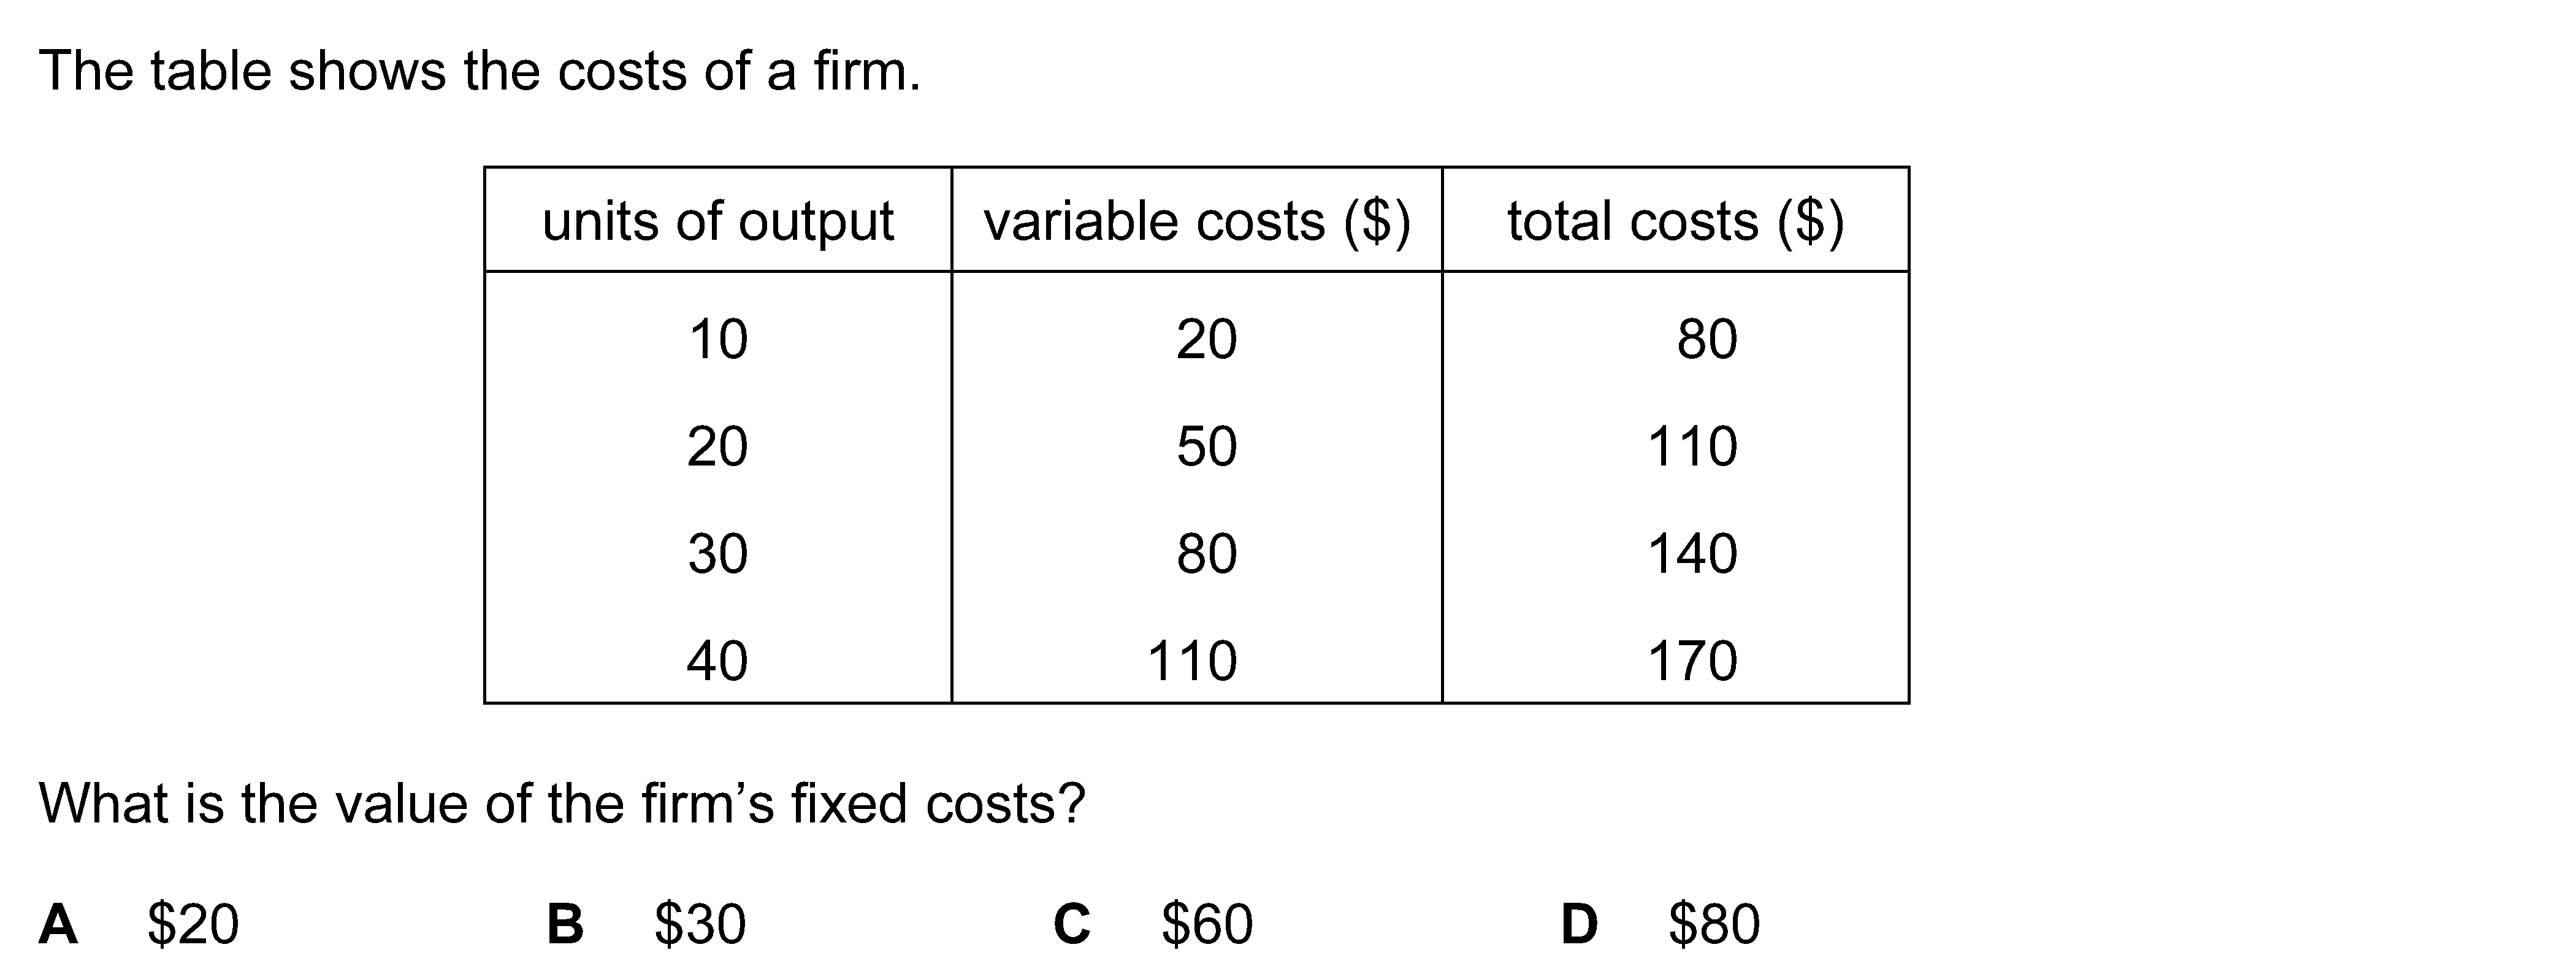 The table shows the costs of a firm.
units of output variable costs ($) total costs ($)
10 20 80
20 50 110
30 80 140
40 110 170
What is the value of the firm’s fixed costs?
A $20 B $30 C $60 D $80